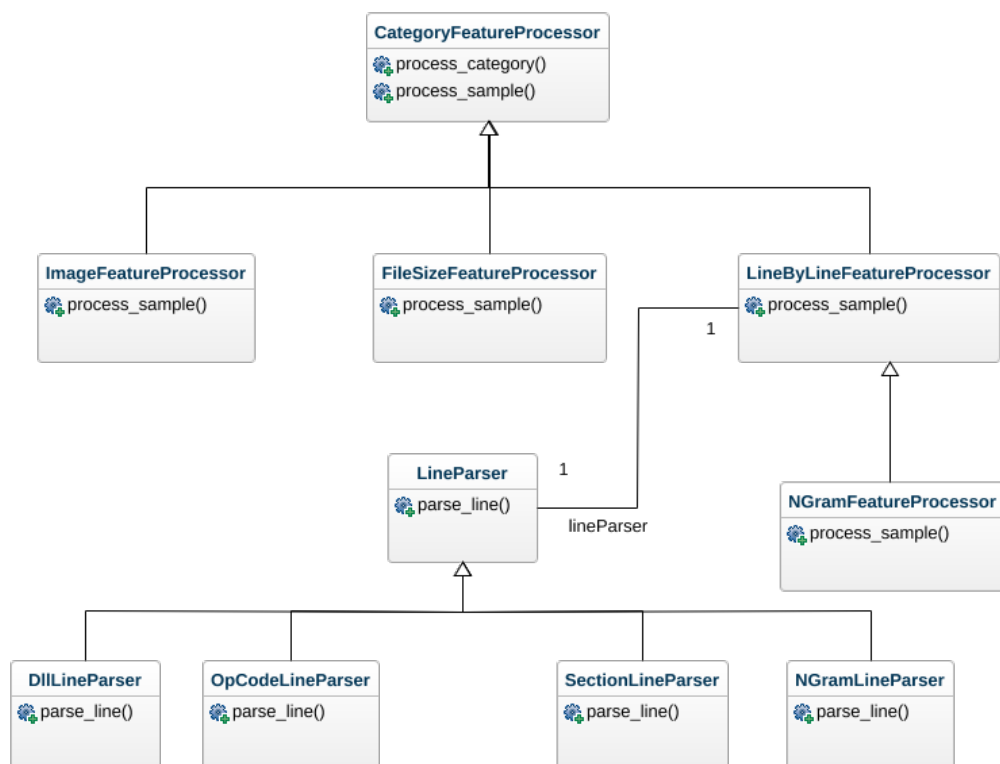 CategoryFeatureProcessor
process_category()
process_sample()
ImageFeatureProcessor
process_sample()
FileSizeFeatureProcessor
process_sample()
LineByLineFeatureProcessor
process_sample()
1
LineParser
parse_line()
1
lineParser
NGramFeatureProcessor
process_sample()
DllLineParser
parse_line()
OpCodeLineParser
parse_line()
SectionLineParser
parse_line()
NGramLineParser
parse_line()